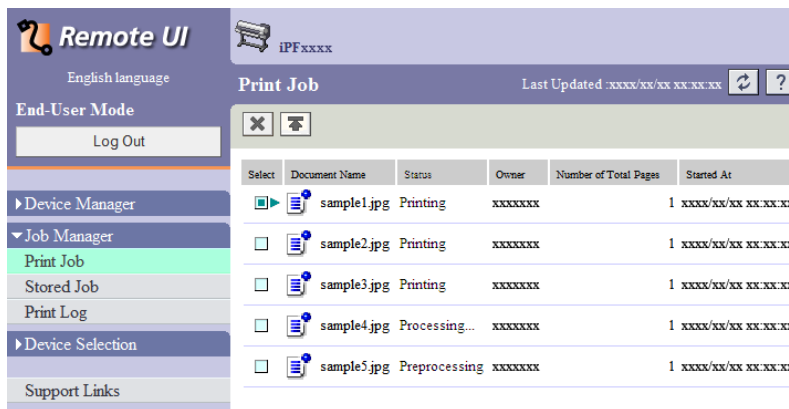 Remote UI
English language
End-User Mode
Log Out
Device Manager
Job Manager
Print Job
Stored Job
Print Log
Device Selection
Support Links
iPFxxxx
Print Job Last Updated :xxxx/xx/xx xx:xx:xx ?
Select Document Name Status Owner Number of Total Pages Started At
sample1.jpg Printing xxxxxxx 1 xxxx/xx/xx xx:xx:xx
sample2.jpg Printing xxxxxxx 1 xxxx/xx/xx xx:xx:xx
sample3.jpg Printing xxxxxxx 1 xxxx/xx/xx xx:xx:xx
sample4.jpg Processing... xxxxxxx 1 xxxx/xx/xx xx:xx:xx
sample5.jpg Preprocessing xxxxxxx 1 xxxx/xx/xx xx:xx:xx